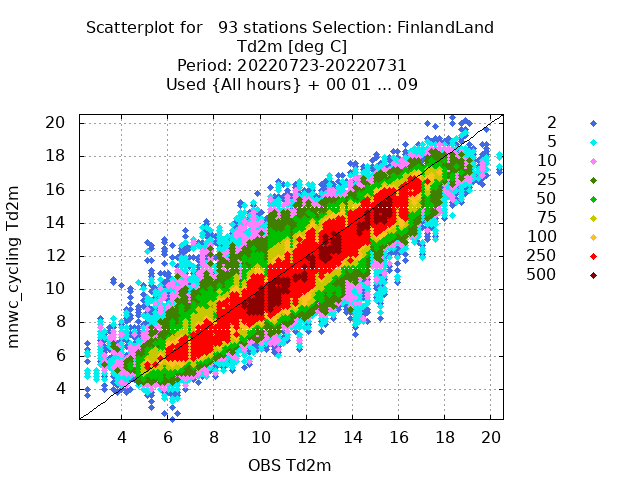 Scatterplot for   93 stations Selection: FinlandLand
Td2m [deg C]
Period: 20220723-20220731
Used {All hours} + 00 01 ... 09
20
18
16
14
12
10
8
6
4
mnwc_cycling Td2m
4 6 8 10 12 14 16 18 20
OBS Td2m
2
5
10
25
50
75
100
250
500